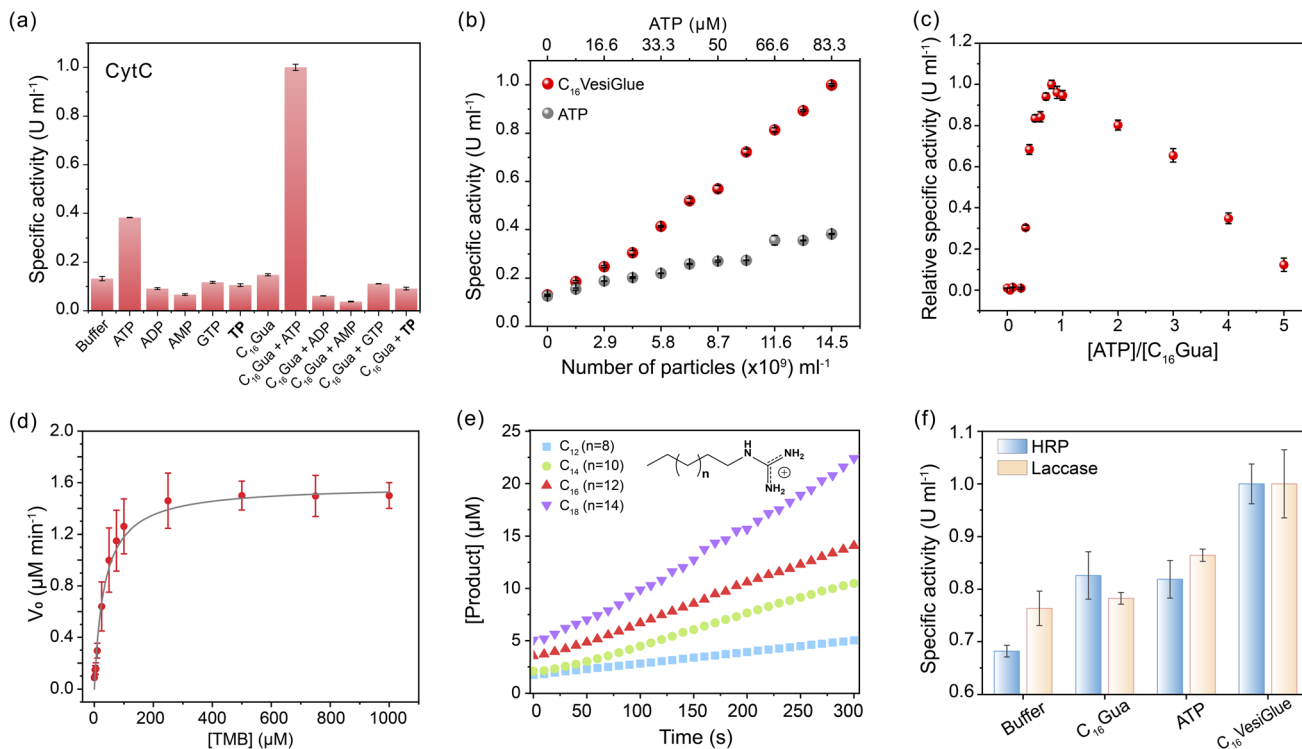 (a)
Specific activity (U ml⁻¹)
1.0
0.8
0.6
0.4
0.2
0.0
CytC
Buffer
ATP
ADP
AMP
GTP
TP
C₁₆Gua
C₁₆Gua + ATP
C₁₆Gua + ADP
C₁₆Gua + AMP
C₁₆Gua + GTP
C₁₆Gua + TP
(b)
ATP (µM)
0 16.6 33.3 50 66.6 83.3
Specific activity (U ml⁻¹)
1.0
0.8
0.6
0.4
0.2
0.0
C₁₆VesiGlue
ATP
0 2.9 5.8 8.7 11.6 14.5
Number of particles (x10⁹) ml⁻¹
(c)
Relative specific activity (U ml⁻¹)
1.2
1.0
0.8
0.6
0.4
0.2
0.0
0 1 2 3 4 5
[ATP]/[C₁₆Gua]
(d)
V₀ (µM min⁻¹)
2.0
1.6
1.2
1.6
0.4
0.0
0 200 400 600 800 1000
[TMB] (µM)
(e)
[Product] (µM)
25
20
15
10
5
0
C₁₂ (n=8)
C₁₄ (n=10)
C₁₆ (n=12)
C₁₈ (n=14)
H
N
NH₂
n
+
NH₂
0 50 100 150 200 250 300
Time (s)
(f)
Specific activity (U ml⁻¹)
1.1
1.0
0.9
0.8
0.7
0.6
HRP
Laccase
Buffer
C₁₆Gua
ATP
C₁₆VesiGlue